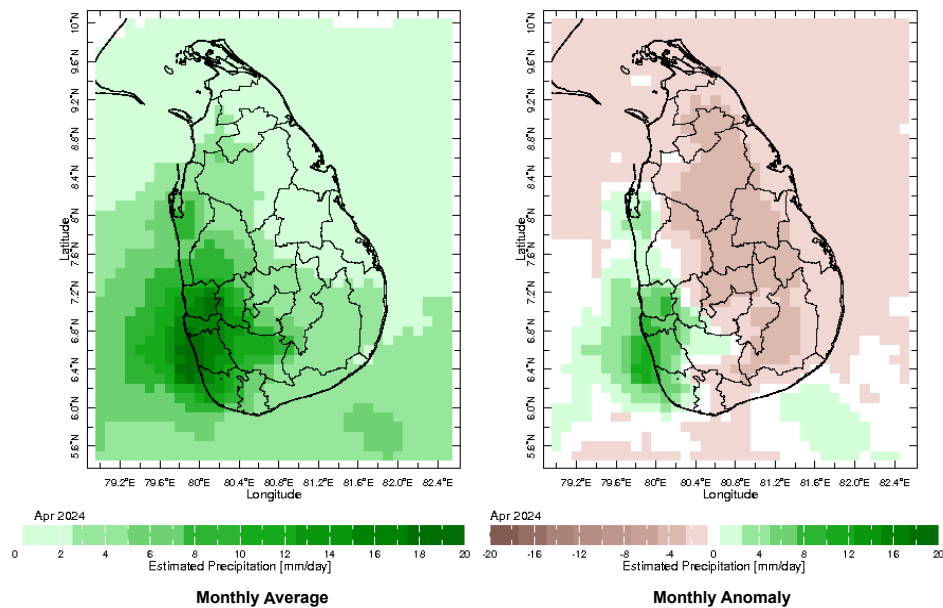 10°N
9.6°N
9.2°N
8.8°N
8.4°N
8°N
7.6°N
7.2°N
6.8°N
6.4°N
6.0°N
5.6°N
Latitude
79.2°E 79.6°E 80°E 80.4°E 80.8°E 81.2°E 81.6°E 82.0°E 82.4°E
Longitude
Apr 2024
0 2 4 6 8 10 12 14 16 18 20
Estimated Precipitation [mm/day]
Monthly Average
10°N
9.6°N
9.2°N
8.8°N
8.4°N
8°N
7.6°N
7.2°N
6.8°N
6.4°N
6.0°N
5.6°N
Latitude
79.2°E 79.6°E 80°E 80.4°E 80.8°E 81.2°E 81.6°E 82.0°E 82.4°E
Longitude
Apr 2024
-20 -16 -12 -8 -4 0 4 8 12 16 20
Estimated Precipitation [mm/day]
Monthly Anomaly